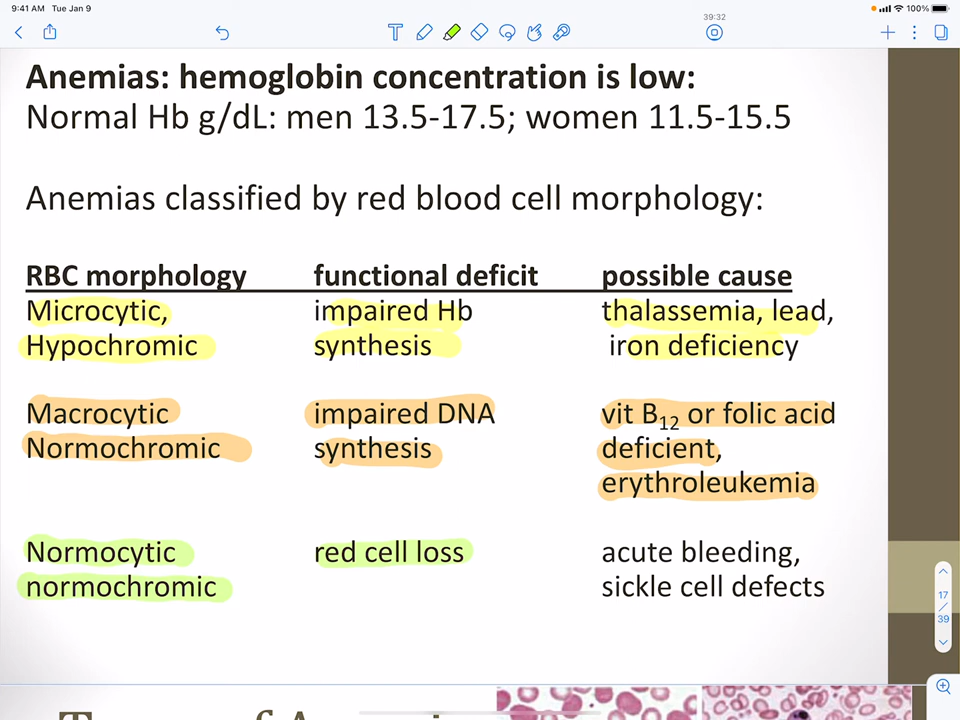 9:41 AM Tue Jan 9
100%
39:32
Anemias: hemoglobin concentration is low:
Normal Hb g/dL: men 13.5-17.5; women 11.5-15.5
Anemias classified by red blood cell morphology:
RBC morphology functional deficit possible cause
Microcytic, impaired Hb thalassemia, lead,
Hypochromic synthesis iron deficiency
Macrocytic impaired DNA vit B12 or folic acid
Normochromic synthesis deficient,
erythroleukemia
Normocytic red cell loss acute bleeding,
normochromic sickle cell defects
17
/
39